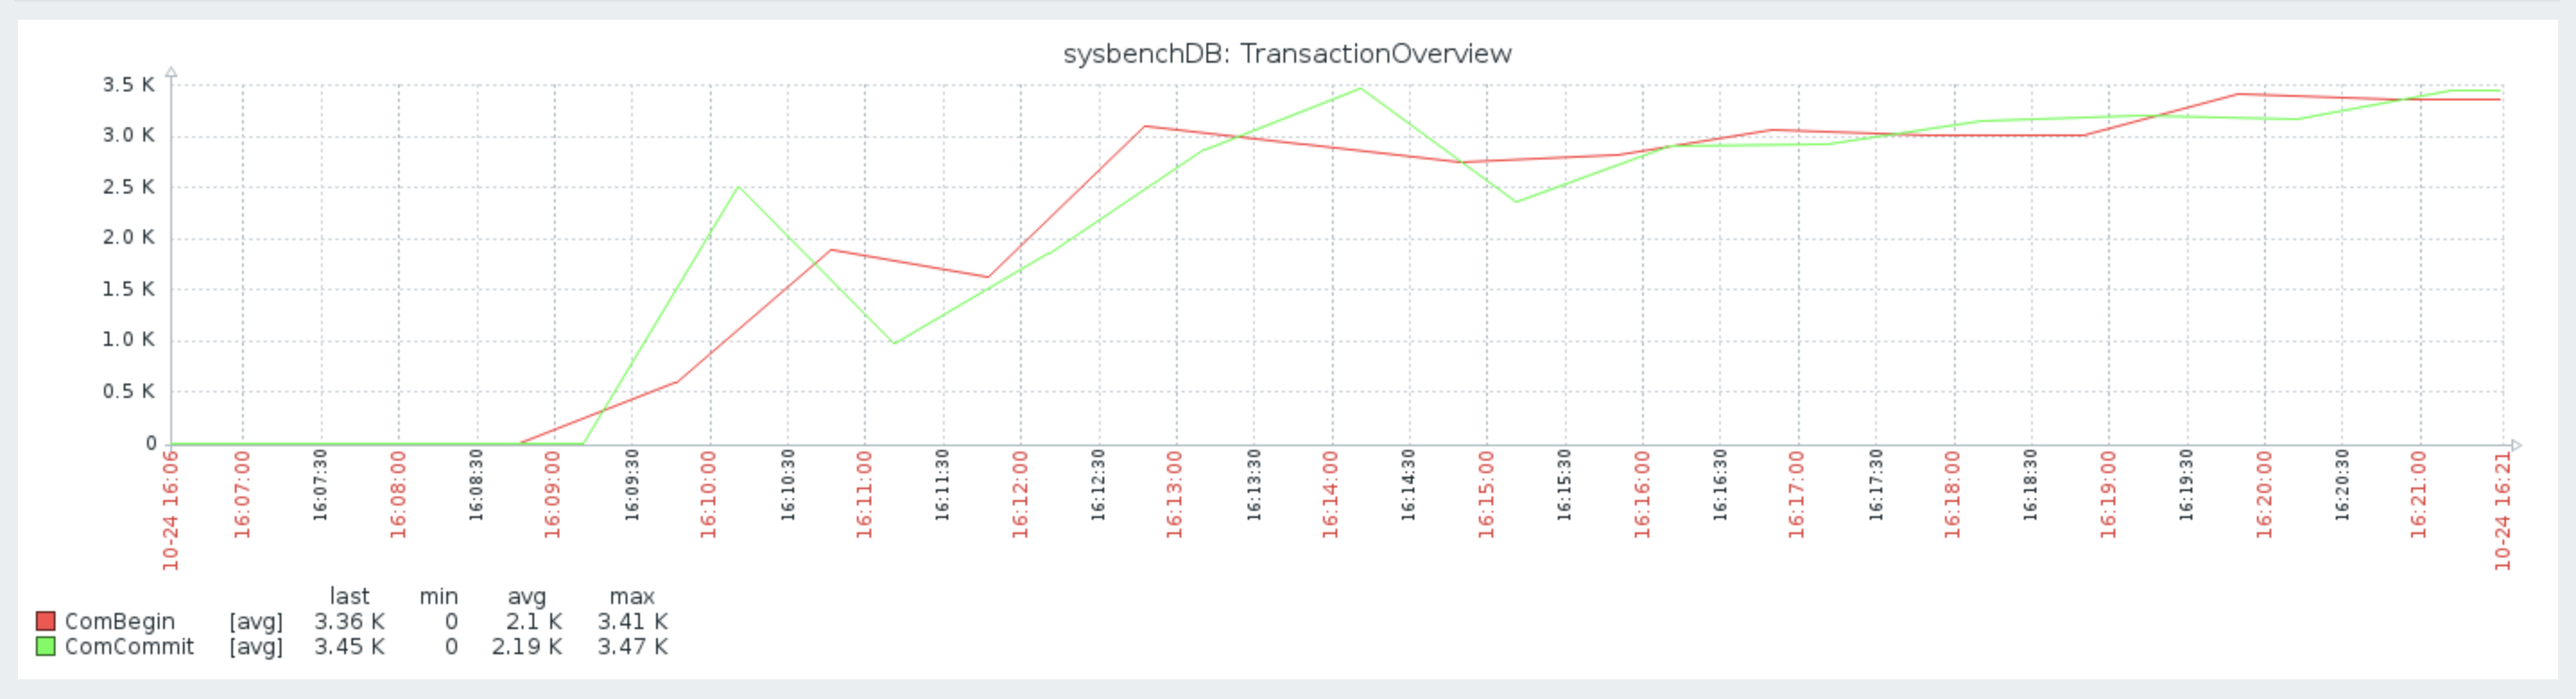 sysbenchDB: TransactionOverview
3.5 K
3.0 K
2.5 K
2.0 K
1.5 K
1.0 K
0.5 K
0
10-24 16:06
16:07:00
16:07:30
16:08:00
16:08:30
16:09:00
16:09:30
16:10:00
16:10:30
16:11:00
16:11:30
16:12:00
16:12:30
16:13:00
16:13:30
16:14:00
16:14:30
16:15:00
16:15:30
16:16:00
16:16:30
16:17:00
16:17:30
16:18:00
16:18:30
16:19:00
16:19:30
16:20:00
16:20:30
16:21:00
10-24 16:21
last min avg max
ComBegin [avg] 3.36 K 0 2.1 K 3.41 K
ComCommit [avg] 3.45 K 0 2.19 K 3.47 K